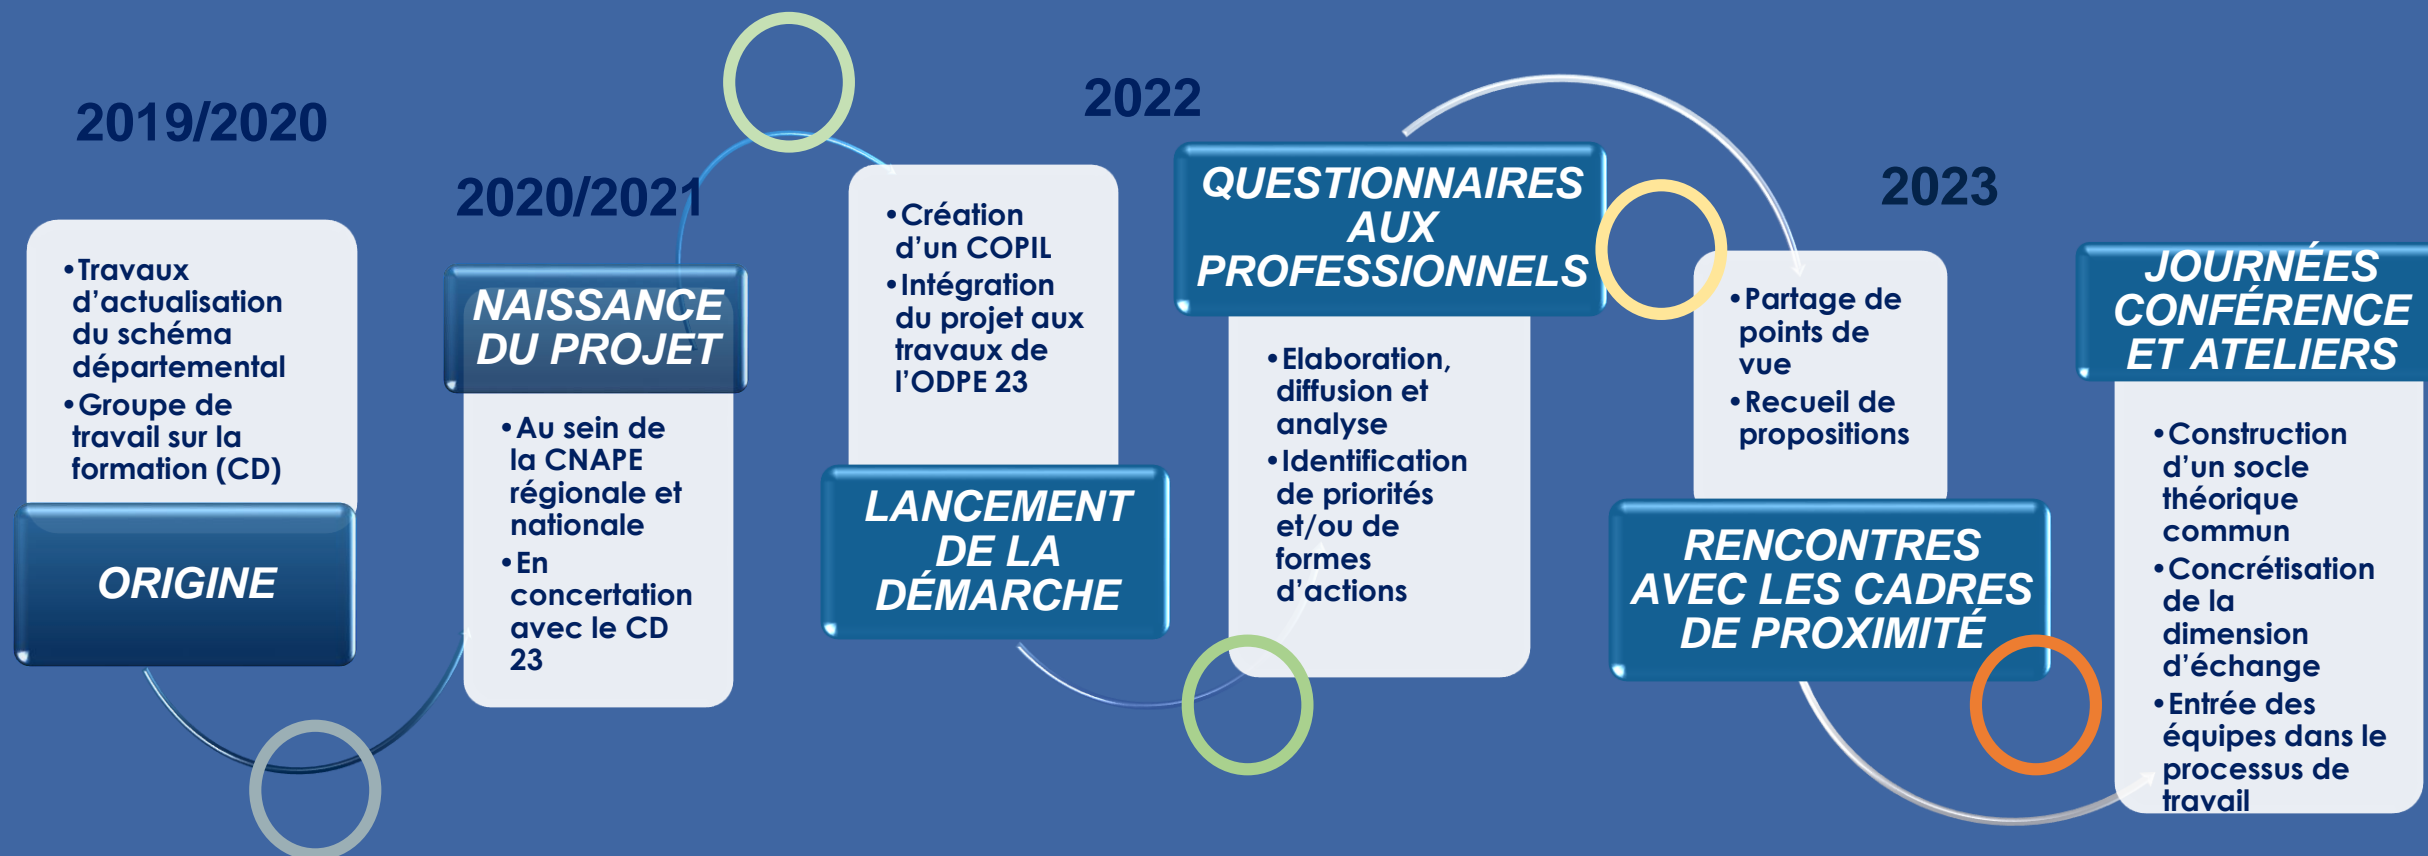 2019/2020
•Travaux
d’actualisation
du schéma
départemental
•Groupe de
travail sur la
formation (CD)
ORIGINE
2020/2021
NAISSANCE
DU PROJET
•Au sein de
la CNAPE
régionale et
nationale
•En
concertation
avec le CD
23
•Création
d’un COPIL
•Intégration
du projet aux
travaux de
l’ODPE 23
LANCEMENT
DE LA
DÉMARCHE
2022
QUESTIONNAIRES
AUX
PROFESSIONNELS
•Elaboration,
diffusion et
analyse
•Identification
de priorités
et/ou de
formes
d’actions
•Partage de
points de
vue
•Recueil de
propositions
RENCONTRES
AVEC LES CADRES
DE PROXIMITÉ
2023
JOURNÉES
CONFÉRENCE
ET ATELIERS
•Construction
d’un socle
théorique
commun
•Concrétisation
de la
dimension
d’échange
•Entrée des
équipes dans le
processus de
travail